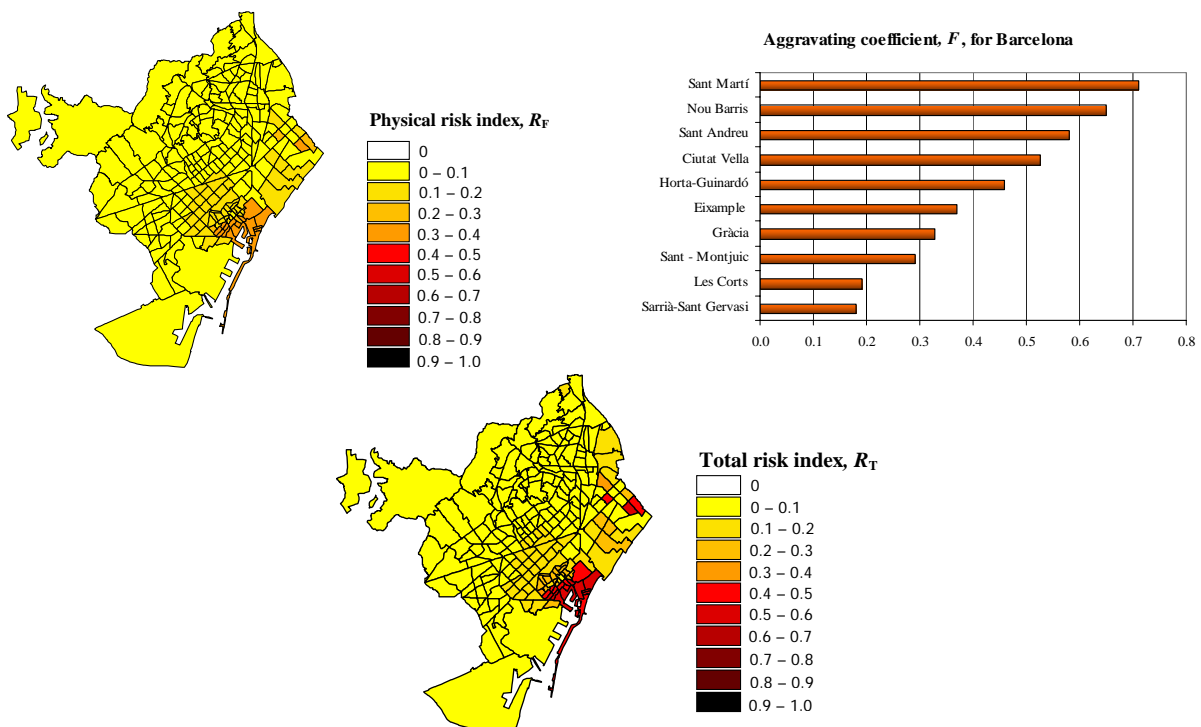 Physical risk index, RF
0
0 – 0.1
0.1 – 0.2
0.2 – 0.3
0.3 – 0.4
0.4 – 0.5
0.5 – 0.6
0.6 – 0.7
0.7 – 0.8
0.8 – 0.9
0.9 – 1.0
Aggravating coefficient, F, for Barcelona
Sant Martí
Nou Barris
Sant Andreu
Ciutat Vella
Horta-Guinardó
Eixample
Gràcia
Sant - Montjuic
Les Corts
Sarrià-Sant Gervasi
0.0 0.1 0.2 0.3 0.4 0.5 0.6 0.7 0.8
Total risk index, RT
0
0 – 0.1
0.1 – 0.2
0.2 – 0.3
0.3 – 0.4
0.4 – 0.5
0.5 – 0.6
0.6 – 0.7
0.7 – 0.8
0.8 – 0.9
0.9 – 1.0